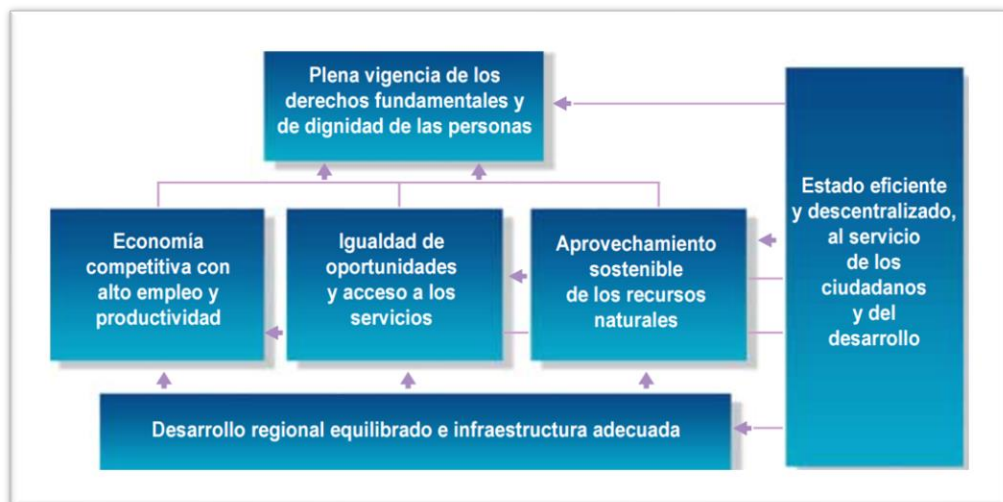 Plena vigencia de los
derechos fundamentales y
de dignidad de las personas
Economía
competitiva con
alto empleo y
productividad
Igualdad de
oportunidades
y acceso a los
servicios
Aprovechamiento
sostenible
de los recursos
naturales
Estado eficiente
y descentralizado,
al servicio
de los
ciudadanos
y del
desarrollo
Desarrollo regional equilibrado e infraestructura adecuada